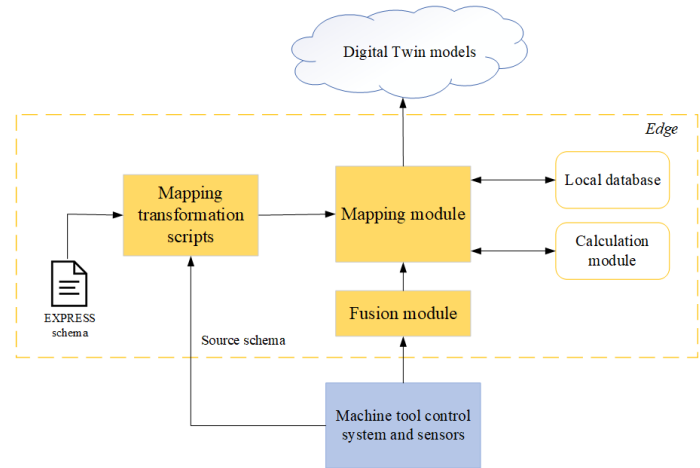 Digital Twin models
Edge
Mapping
transformation
scripts
Mapping module
Local database
Calculation
module
EXPRESS
schema
Fusion module
Source schema
Machine tool control
system and sensors